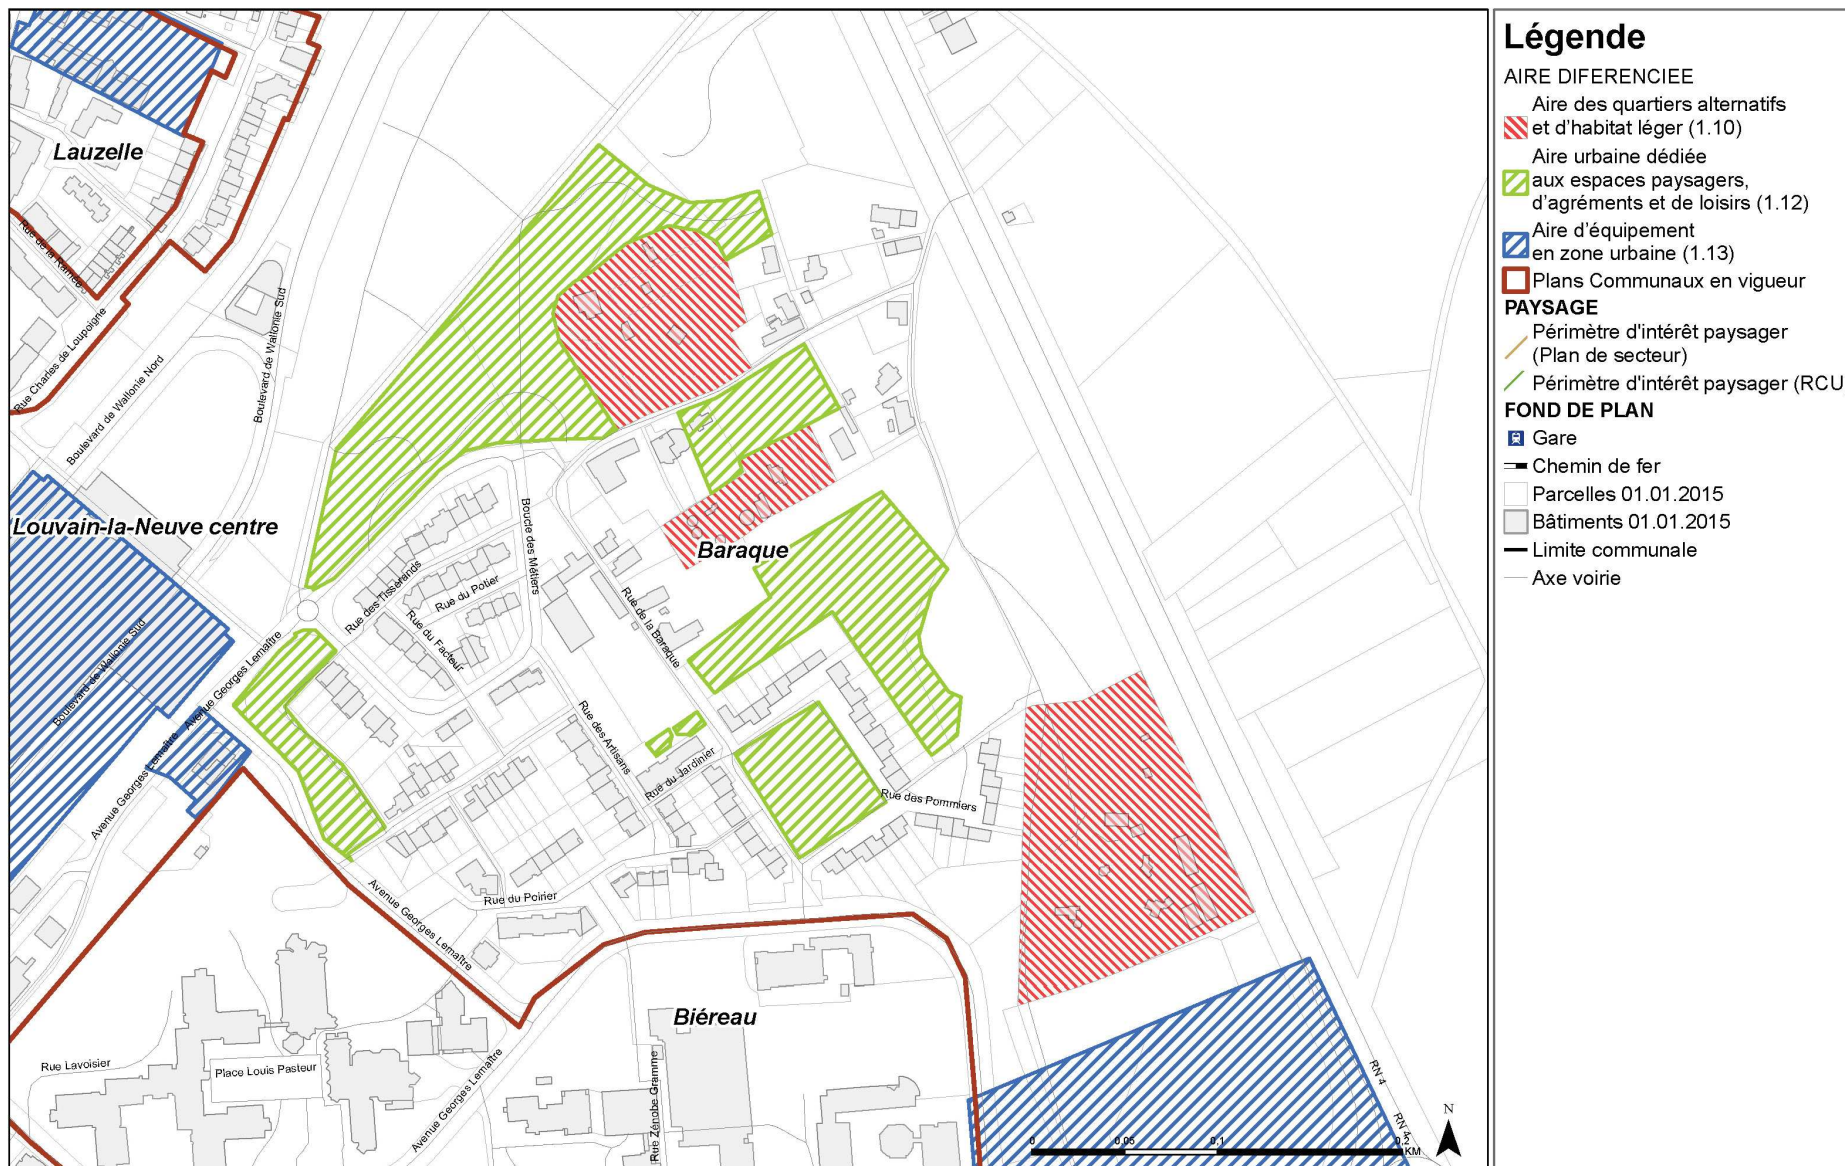 Lauzelle
Rue de la Ramée
Rue Charles de Loupoigne
Boulevard de Wallonie Nord
Boulevard de Wallonie Sud
Louvain-la-Neuve centre
Boulevard de Wallonie Sud
Avenue Georges Lemaître
Avenue Georges Lemaître
Rue des Tisserands
Rue du Potier
Rue du Facteur
Boucle des Métiers
Baraque
Rue de la Baraque
Rue des Artisans
Rue du Jardinier
Rue des Pommiers
Rue du Poirier
Avenue Georges Lemaître
Biéreau
Rue Lavoisier
Place Louis Pasteur
Avenue Georges Lemaître
Rue Zénobe Gramme
RN 4
RN 4
N
0 0,05 0,1 0,2
KM
Légende
AIRE DIFERENCIEE
Aire des quartiers alternatifs
et d'habitat léger (1.10)
Aire urbaine dédiée
aux espaces paysagers,
d'agréments et de loisirs (1.12)
Aire d'équipement
en zone urbaine (1.13)
Plans Communaux en vigueur
PAYSAGE
Périmètre d'intérêt paysager
(Plan de secteur)
Périmètre d'intérêt paysager (RCU
FOND DE PLAN
Gare
Chemin de fer
Parcelles 01.01.2015
Bâtiments 01.01.2015
Limite communale
Axe voirie